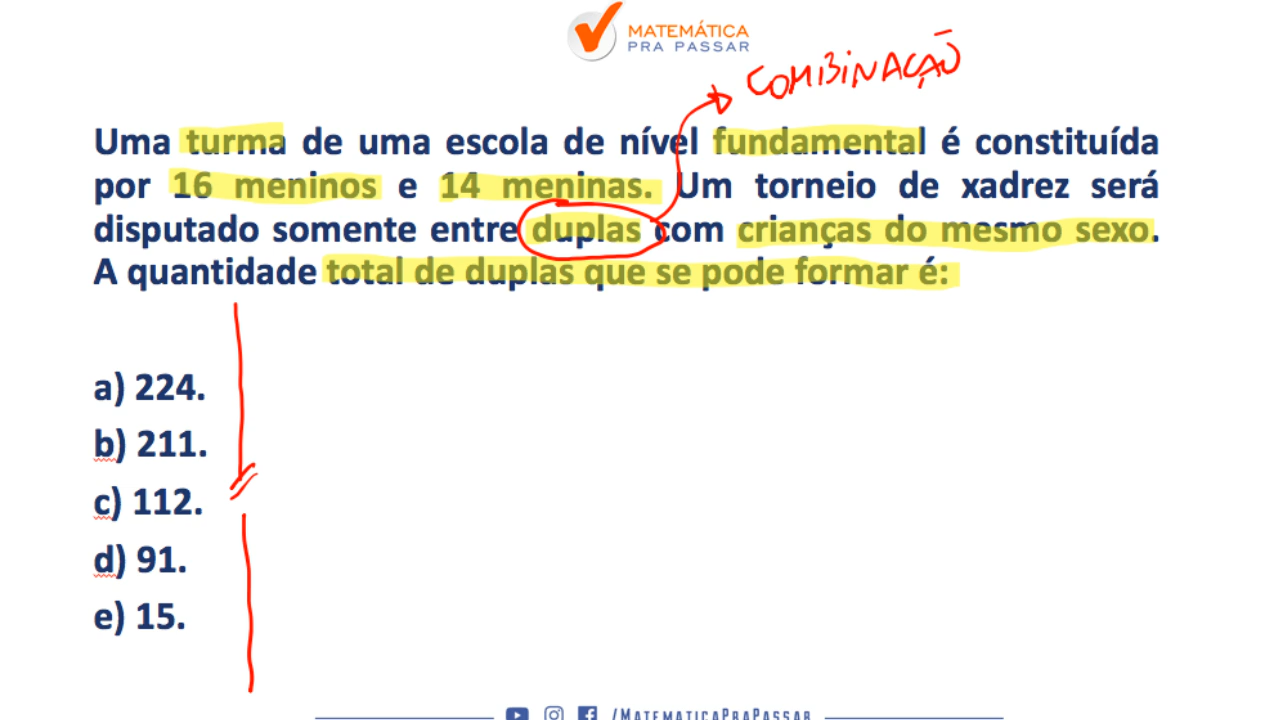 MATEMÁTICA
PRA PASSAR
COMBINAÇÃO
Uma turma de uma escola de nível fundamental é constituída
por 16 meninos e 14 meninas. Um torneio de xadrez será
disputado somente entre duplas com crianças do mesmo sexo.
A quantidade total de duplas que se pode formar é:
a) 224.
b) 211.
c) 112.
d) 91.
e) 15.
/MATEMATICAPRAPASSAR